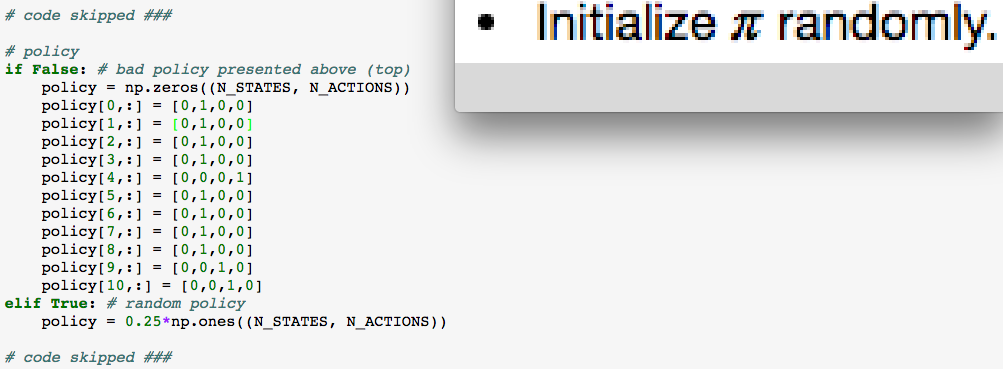 # code skipped ###
• Initialize π randomly.
# policy
if False: # bad policy presented above (top)
    policy = np.zeros((N_STATES, N_ACTIONS))
    policy[0,:] = [0,1,0,0]
    policy[1,:] = [0,1,0,0]
    policy[2,:] = [0,1,0,0]
    policy[3,:] = [0,1,0,0]
    policy[4,:] = [0,0,0,1]
    policy[5,:] = [0,1,0,0]
    policy[6,:] = [0,1,0,0]
    policy[7,:] = [0,1,0,0]
    policy[8,:] = [0,1,0,0]
    policy[9,:] = [0,0,1,0]
    policy[10,:] = [0,0,1,0]
elif True: # random policy
    policy = 0.25*np.ones((N_STATES, N_ACTIONS))
# code skipped ###